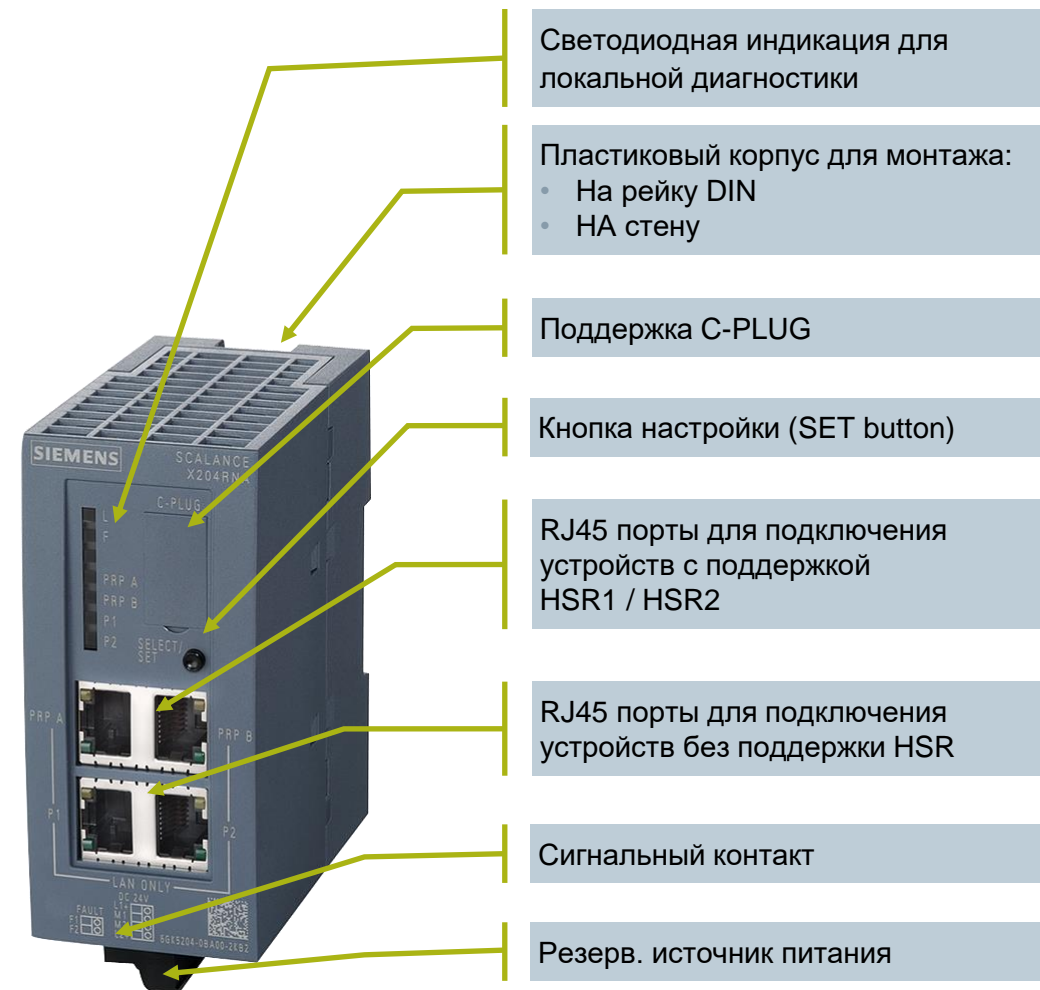 Светодиодная индикация для
локальной диагностики
Пластиковый корпус для монтажа:
• На рейку DIN
• НА стену
Поддержка C-PLUG
Кнопка настройки (SET button)
RJ45 порты для подключения
устройств с поддержкой
HSR1 / HSR2
RJ45 порты для подключения
устройств без поддержки HSR
Сигнальный контакт
Резерв. источник питания
SIEMENS
SCALANCE
X204RNA
C-PLUG
L
F
PRP A
PRP B
P1
P2
SELECT/
SET
PRP A
PRP B
P1
P2
LAN ONLY
DC 24V
FAULT
F1
F2
L1+
M1
6GK5204-0BA00-2KB2